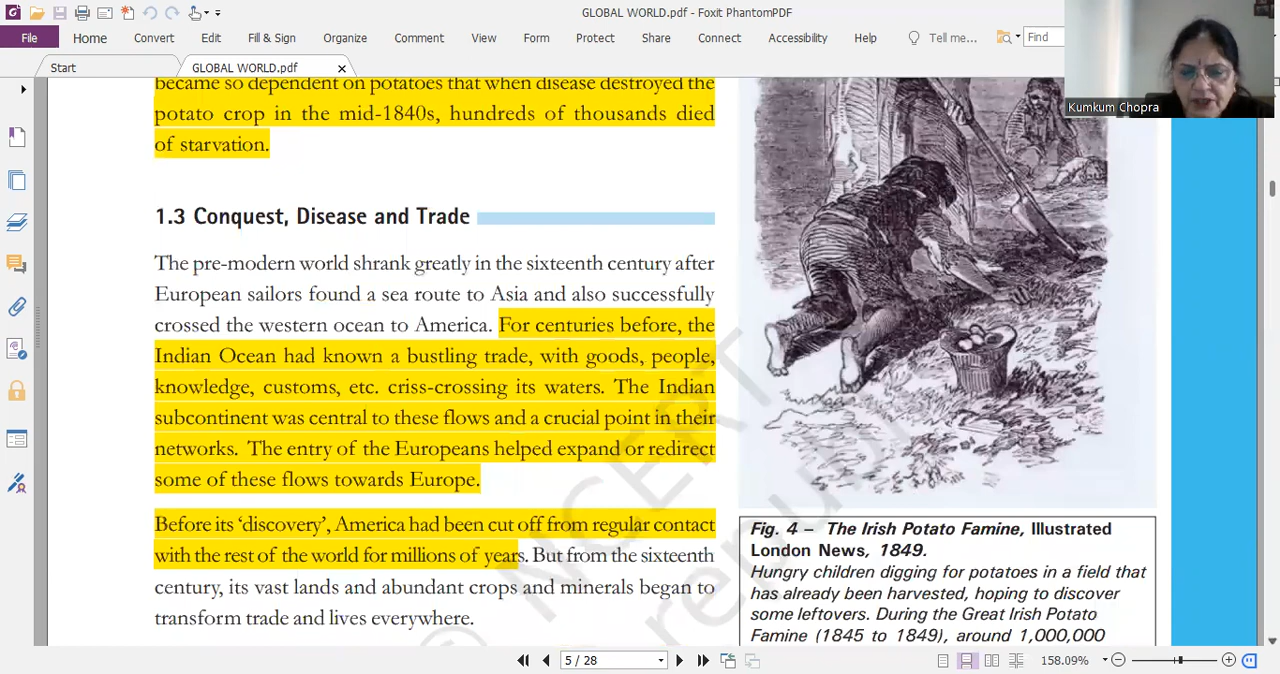 GLOBAL WORLD.pdf - Foxit PhantomPDF
File Home Convert Edit Fill & Sign Organize Comment View Form Protect Share Connect Accessibility Help Tell me... Find
Start GLOBAL WORLD.pdf
Kumkum Chopra
became so dependent on potatoes that when disease destroyed the
potato crop in the mid-1840s, hundreds of thousands died
of starvation.
1.3 Conquest, Disease and Trade
The pre-modern world shrank greatly in the sixteenth century after
European sailors found a sea route to Asia and also successfully
crossed the western ocean to America. For centuries before, the
Indian Ocean had known a bustling trade, with goods, people,
knowledge, customs, etc. criss-crossing its waters. The Indian
subcontinent was central to these flows and a crucial point in their
networks. The entry of the Europeans helped expand or redirect
some of these flows towards Europe.
Before its ‘discovery’, America had been cut off from regular contact
with the rest of the world for millions of years. But from the sixteenth
century, its vast lands and abundant crops and minerals began to
transform trade and lives everywhere.
Fig. 4 – The Irish Potato Famine, Illustrated
London News, 1849.
Hungry children digging for potatoes in a field that
has already been harvested, hoping to discover
some leftovers. During the Great Irish Potato
Famine (1845 to 1849), around 1,000,000
© NCERT
republi
5 / 28
158.09%